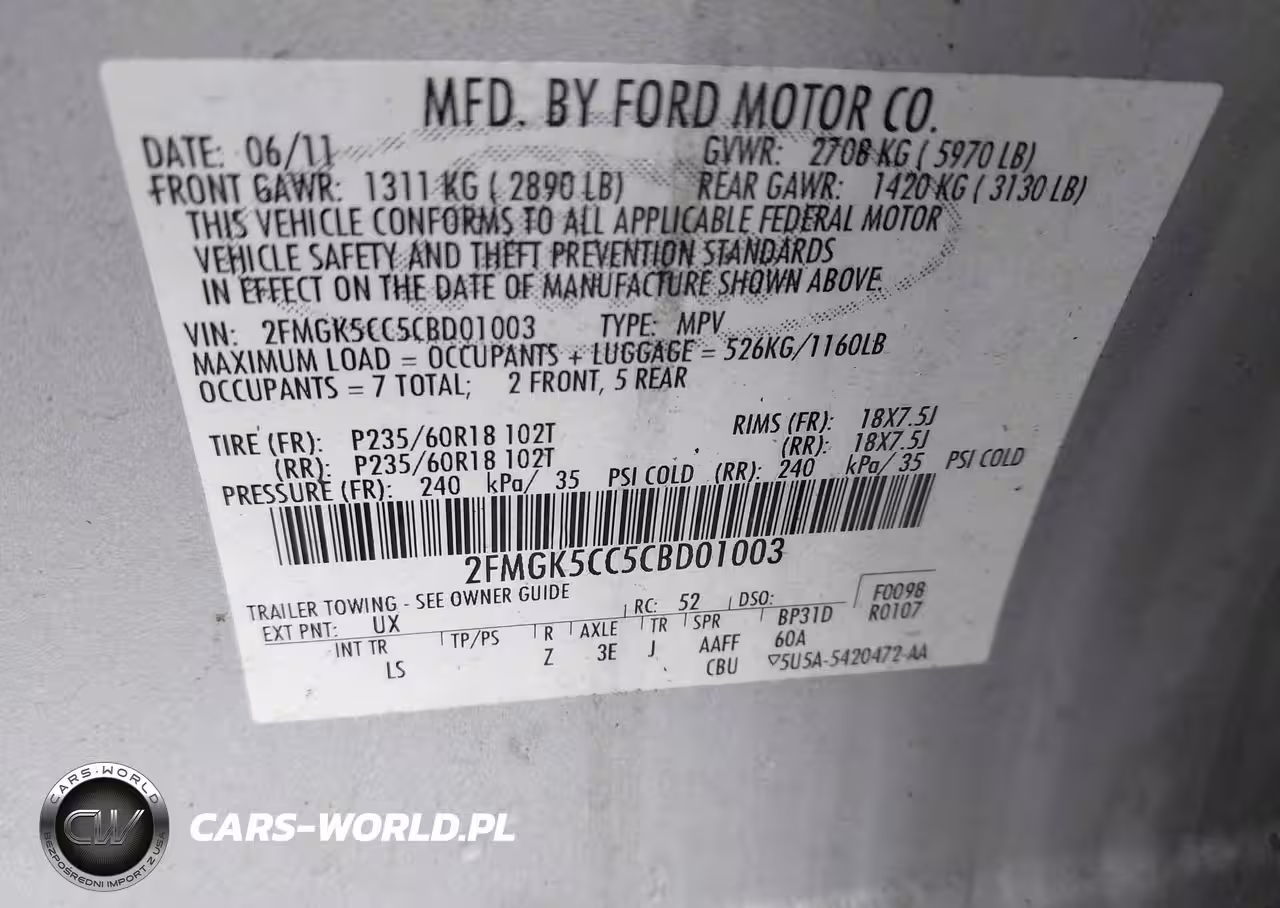 MFD. BY FORD MOTOR CO.
DATE: 06/11 GVWR: 2708 KG ( 5970 LB)
FRONT GAWR: 1311 KG ( 2890 LB) REAR GAWR: 1420 KG ( 3130 LB)
THIS VEHICLE CONFORMS TO ALL APPLICABLE FEDERAL MOTOR
VEHICLE SAFETY AND THEFT PREVENTION STANDARDS
IN EFFECT ON THE DATE OF MANUFACTURE SHOWN ABOVE.
VIN: 2FMGK5CC5CBD01003 TYPE: MPV
MAXIMUM LOAD = OCCUPANTS + LUGGAGE = 526KG/1160LB
OCCUPANTS = 7 TOTAL; 2 FRONT, 5 REAR
TIRE (FR): P235/60R18 102T RIMS (FR): 18X7.5J
(RR): P235/60R18 102T (RR): 18X7.5J
PRESSURE (FR): 240 kPa/ 35 PSI COLD (RR): 240 kPa/ 35 PSI COLD
2FMGK5CC5CBD01003
TRAILER TOWING - SEE OWNER GUIDE
EXT PNT: UX RC: 52 DSO: F0098
INT TR TP/PS R AXLE TR SPR BP31D R0107
LS Z 3E J AAFF 60A
CBU ▽5U5A-5420472-AA
CARS-WORLD
CW
BEZPOŚREDNI IMPORT Z USA
CARS-WORLD.PL